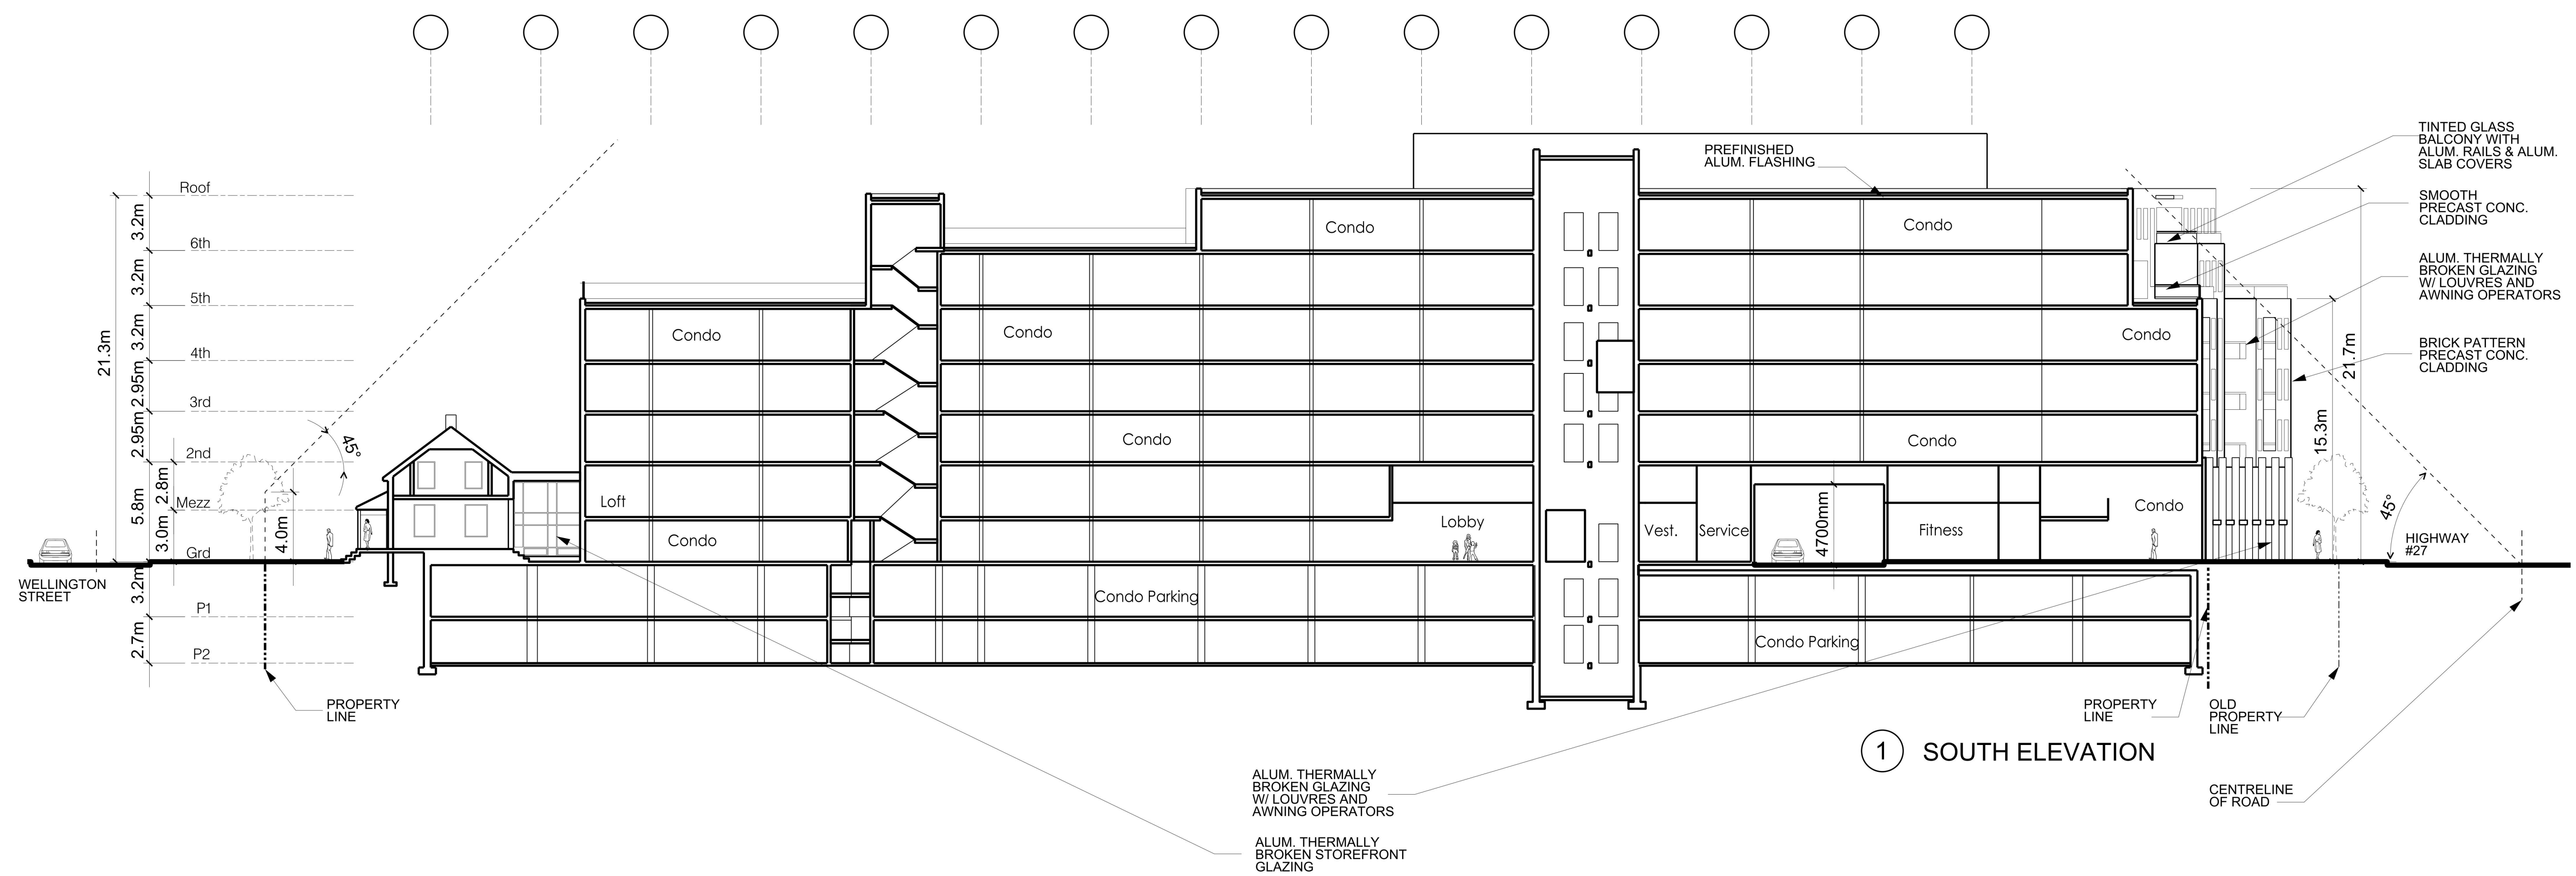 PREFINISHED
ALUM. FLASHING
TINTED GLASS
BALCONY WITH
ALUM. RAILS & ALUM.
SLAB COVERS
SMOOTH
PRECAST CONC.
CLADDING
ALUM. THERMALLY
BROKEN GLAZING
W/ LOUVRES AND
AWNING OPERATORS
BRICK PATTERN
PRECAST CONC.
CLADDING
Roof
3.2m
6th
3.2m
5th
3.2m
4th
2.95m
3rd
2.95m
2nd
2.8m
Mezz
5.8m
3.0m
Grd
3.2m
P1
2.7m
P2
21.3m
4.0m
45°
WELLINGTON
STREET
PROPERTY
LINE
Condo
Condo
Condo
Condo
Condo
Condo
Condo
Loft
Condo
Lobby
Vest.
Service
4700mm
Fitness
Condo
Condo Parking
Condo Parking
21.7m
15.3m
45°
HIGHWAY
#27
PROPERTY
LINE
OLD
PROPERTY
LINE
1 SOUTH ELEVATION
CENTRELINE
OF ROAD
ALUM. THERMALLY
BROKEN GLAZING
W/ LOUVRES AND
AWNING OPERATORS
ALUM. THERMALLY
BROKEN STOREFRONT
GLAZING